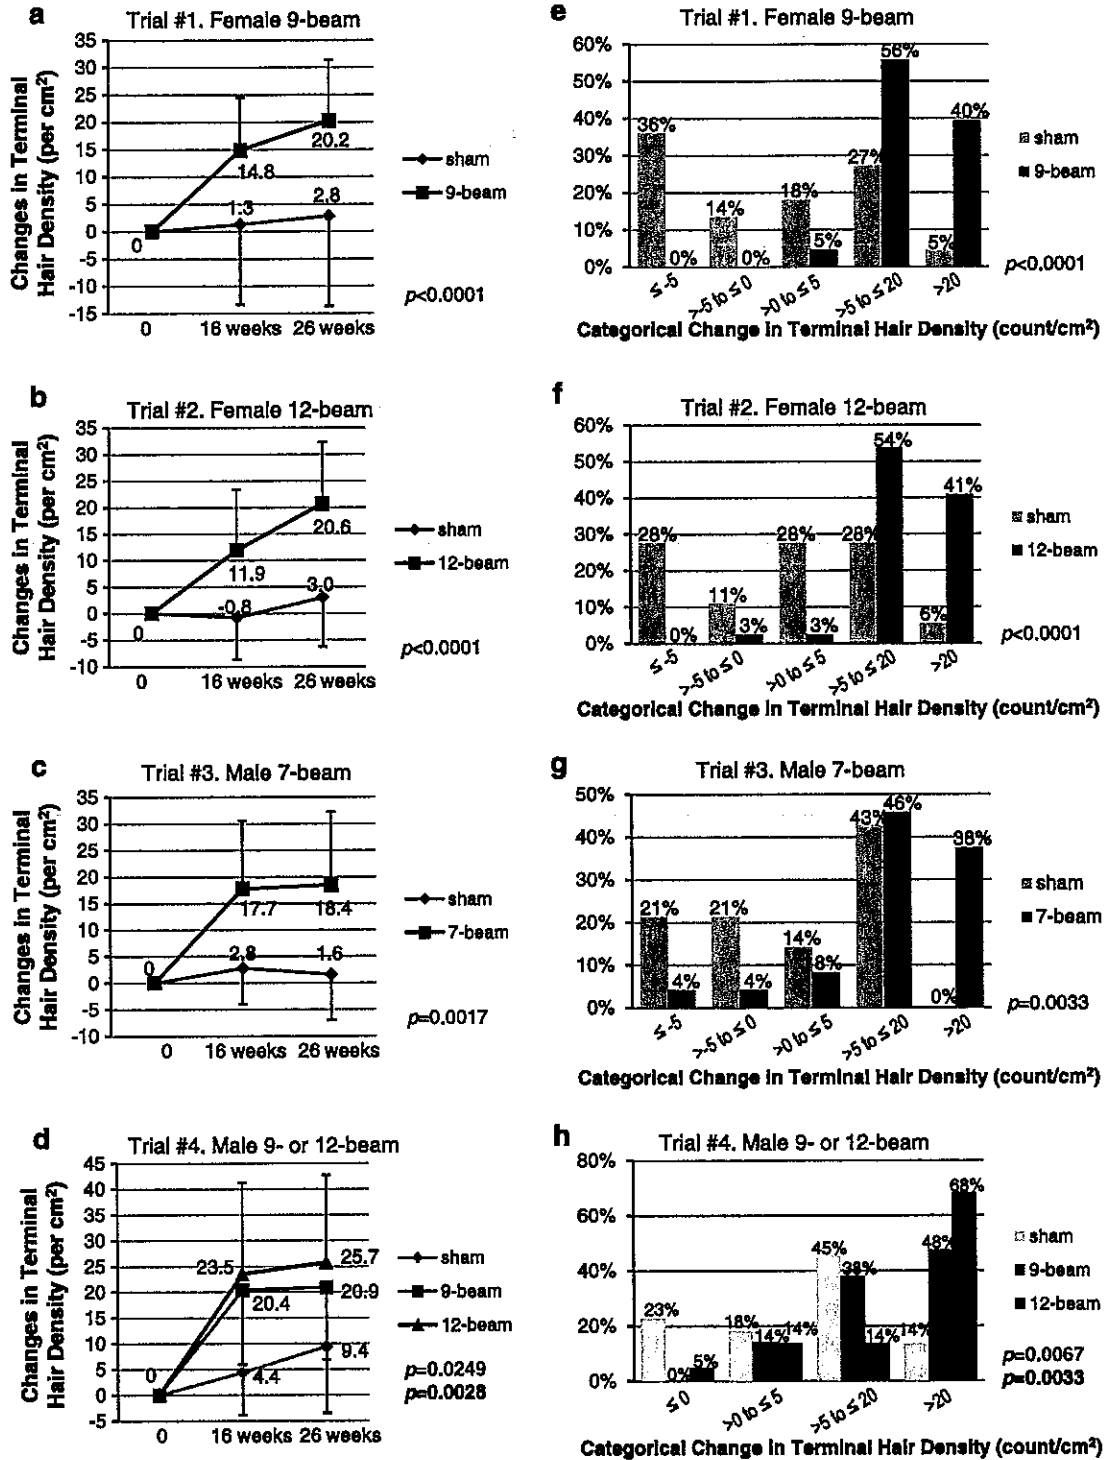 a
Trial #1. Female 9-beam
Changes in Terminal
Hair Density (per cm²)
35
30
25
20
15
10
5
0
-5
-10
-15
0
14.8
20.2
1.3
2.8
0 16 weeks 26 weeks
sham
9-beam
p<0.0001
e
Trial #1. Female 9-beam
60%
50%
40%
30%
20%
10%
0%
36%
0%
14%
0%
18%
5%
27%
56%
5%
40%
≤ -5
>-5 to ≤ 0
>0 to ≤ 5
>5 to ≤ 20
>20
sham
9-beam
p<0.0001
Categorical Change in Terminal Hair Density (count/cm²)
b
Trial #2. Female 12-beam
Changes in Terminal
Hair Density (per cm²)
35
30
25
20
15
10
5
0
-5
-10
0
11.9
20.6
-0.8
3.0
0 16 weeks 26 weeks
sham
12-beam
p<0.0001
f
Trial #2. Female 12-beam
60%
50%
40%
30%
20%
10%
0%
28%
0%
11%
3%
28%
3%
28%
54%
6%
41%
≤ -5
>-5 to ≤ 0
>0 to ≤ 5
>5 to ≤ 20
>20
sham
12-beam
p<0.0001
Categorical Change in Terminal Hair Density (count/cm²)
c
Trial #3. Male 7-beam
Changes in Terminal
Hair Density (per cm²)
35
30
25
20
15
10
5
0
-5
-10
0
17.7
18.4
2.8
1.6
0 16 weeks 26 weeks
sham
7-beam
p=0.0017
g
Trial #3. Male 7-beam
50%
40%
30%
20%
10%
0%
21%
4%
21%
4%
14%
8%
43%
46%
0%
38%
≤ -5
>-5 to ≤ 0
>0 to ≤ 5
>5 to ≤ 20
>20
sham
7-beam
p=0.0033
Categorical Change in Terminal Hair Density (count/cm²)
d
Trial #4. Male 9- or 12-beam
Changes in Terminal
Hair Density (per cm²)
45
40
35
30
25
20
15
10
5
0
-5
0
23.5
25.7
20.4
20.9
4.4
9.4
0 16 weeks 26 weeks
sham
9-beam
12-beam
p=0.0249
p=0.0028
h
Trial #4. Male 9- or 12-beam
80%
60%
40%
20%
0%
23%
0%
5%
18%
14%
14%
45%
38%
14%
14%
48%
68%
≤ 0
>0 to ≤ 5
>5 to ≤ 20
>20
sham
9-beam
12-beam
p=0.0067
p=0.0033
Categorical Change in Terminal Hair Density (count/cm²)